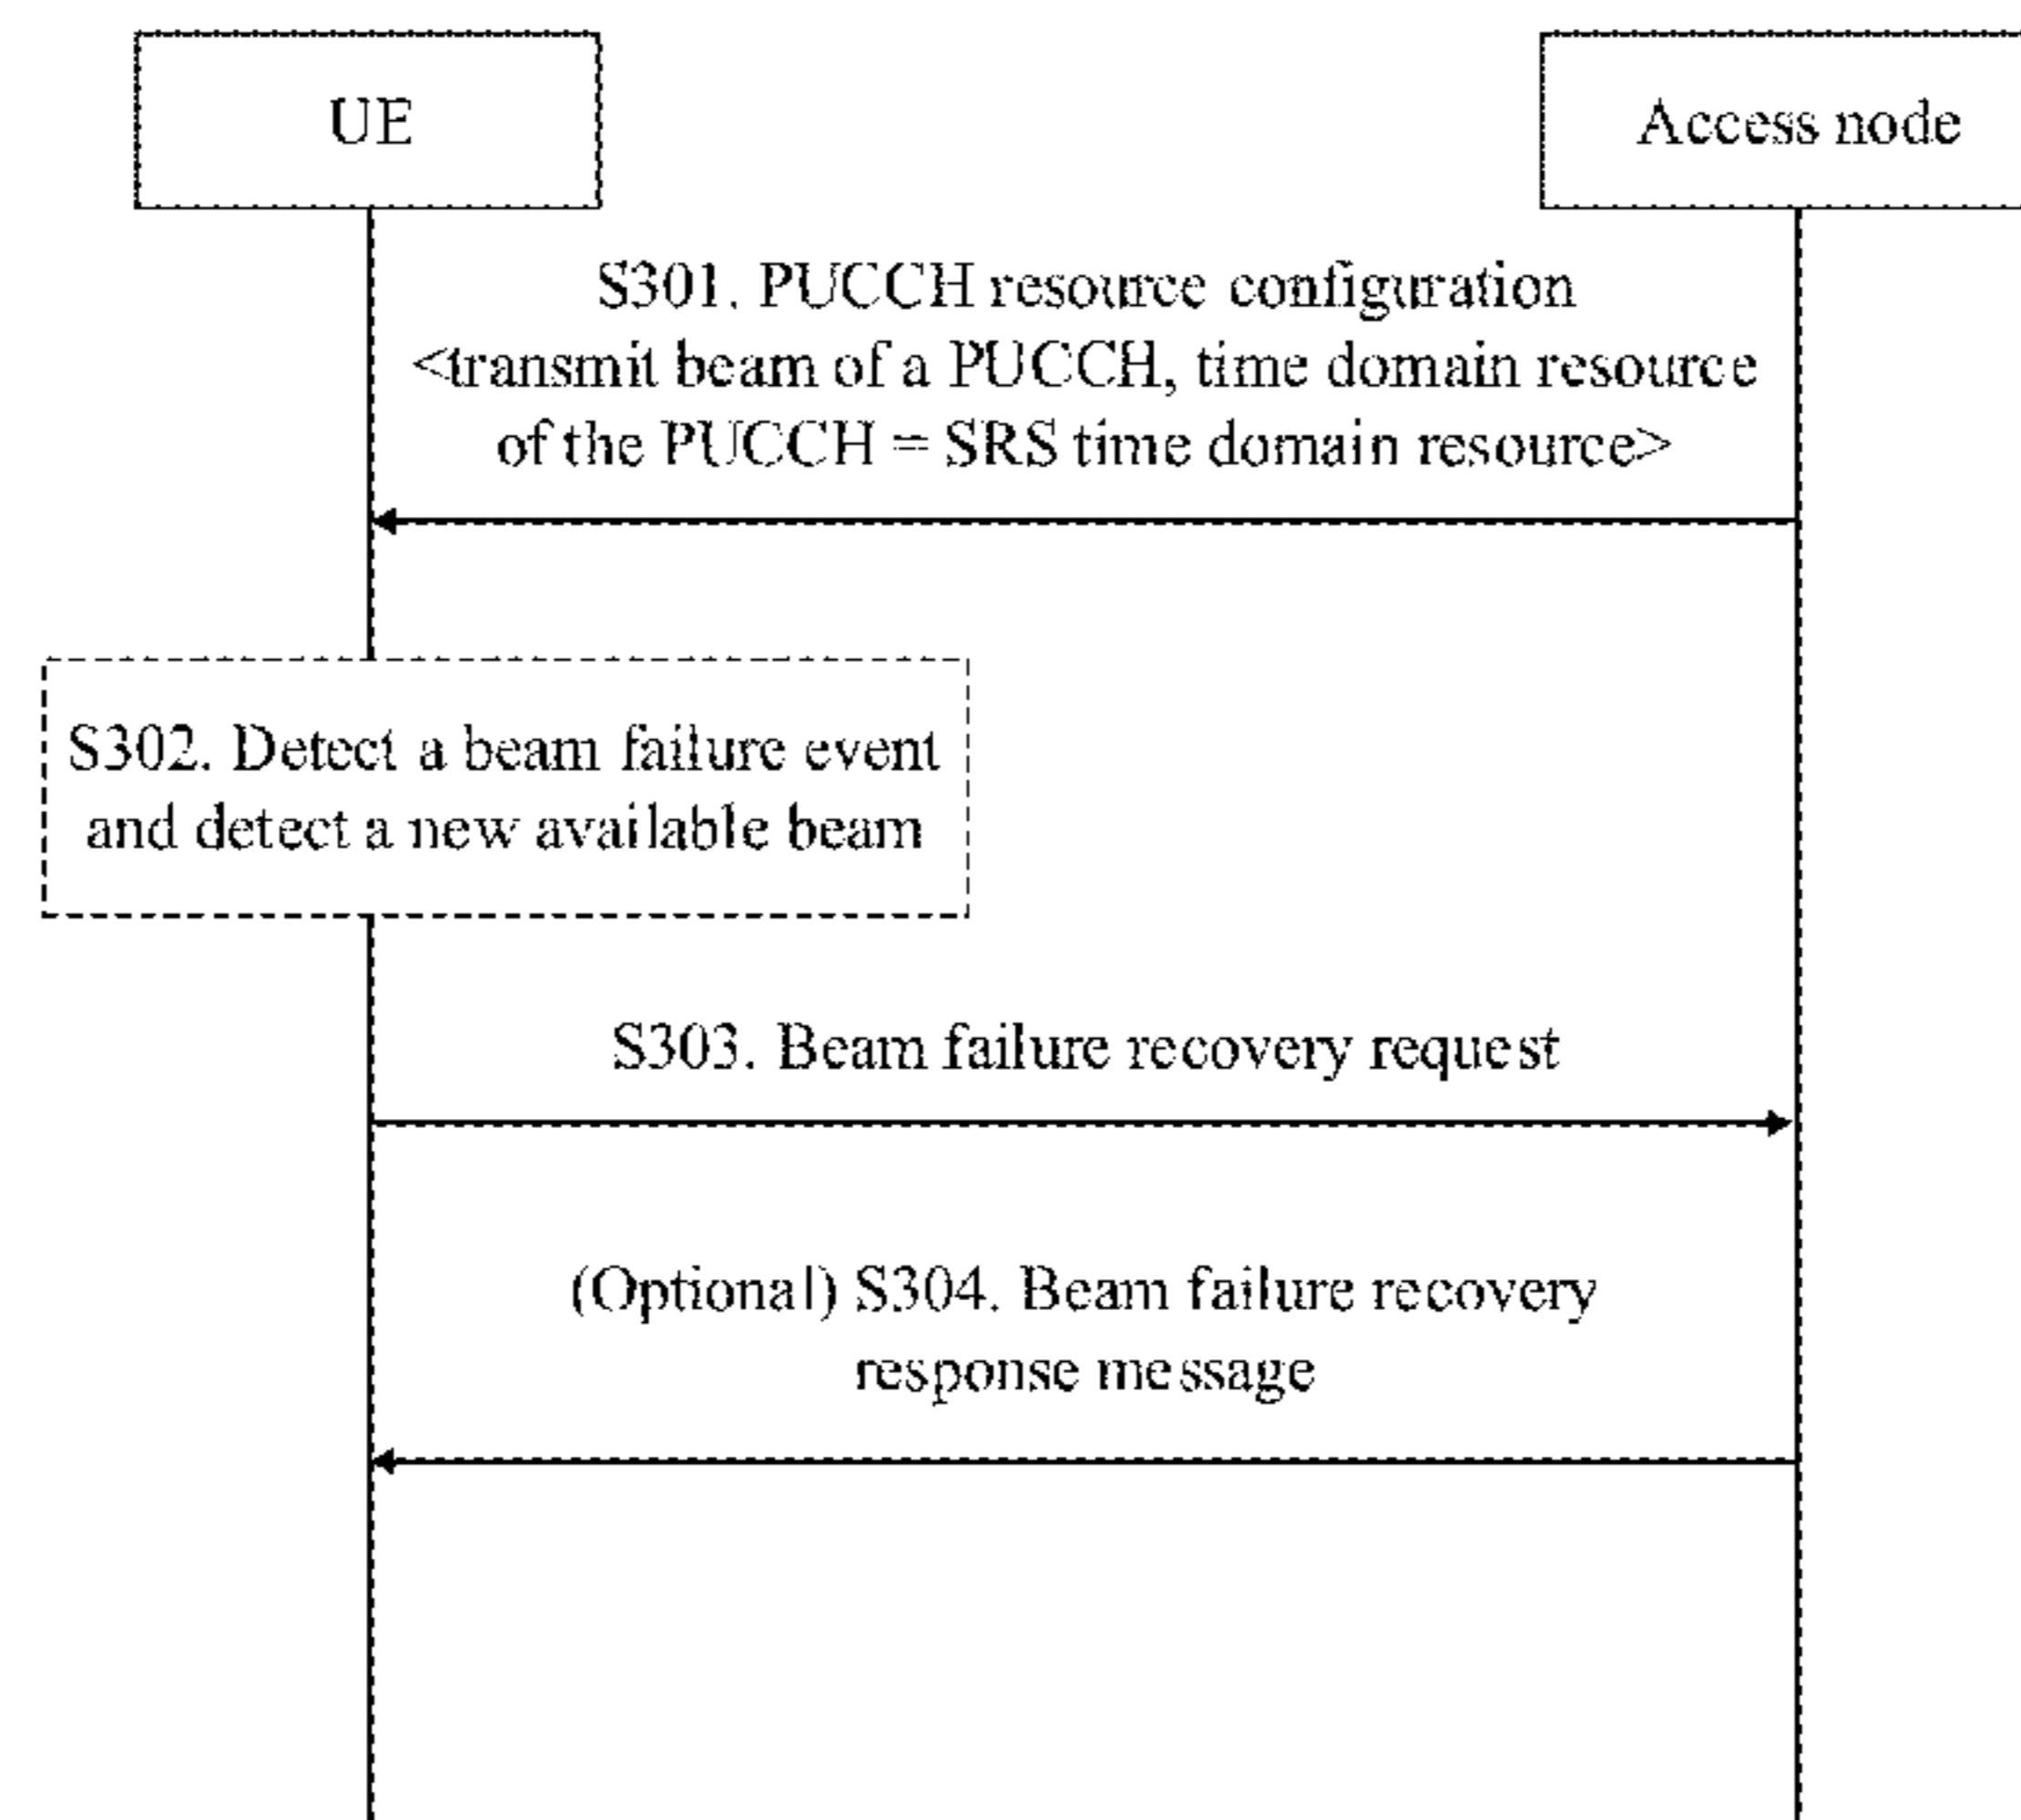 UE
Access node
S301. PUCCH resource configuration
<transmit beam of a PUCCH, time domain resource
of the PUCCH = SRS time domain resource>
S302. Detect a beam failure event
and detect a new available beam
S303. Beam failure recovery request
(Optional) S304. Beam failure recovery
response message